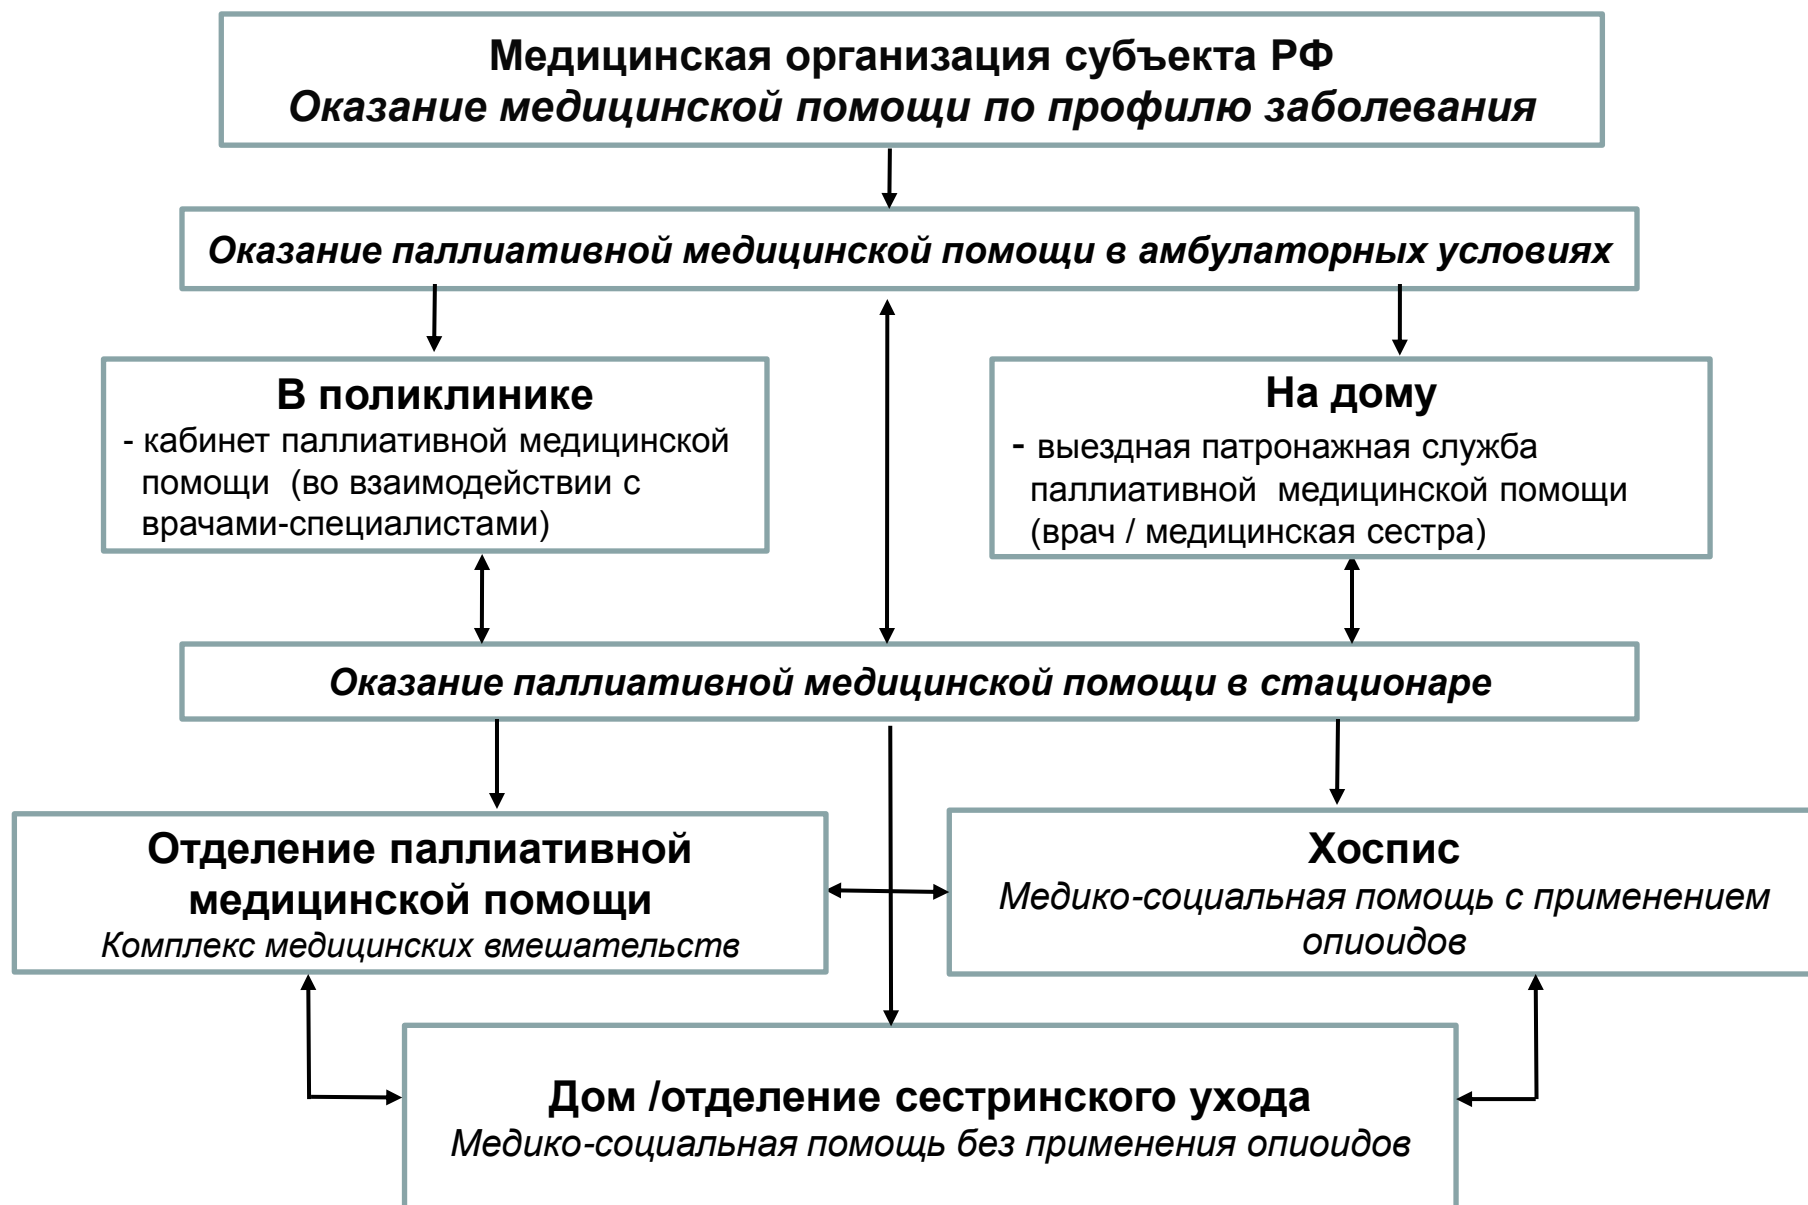 Медицинская организация субъекта РФ
Оказание медицинской помощи по профилю заболевания
Оказание паллиативной медицинской помощи в амбулаторных условиях
В поликлинике
- кабинет паллиативной медицинской
помощи (во взаимодействии с
врачами-специалистами)
На дому
- выездная патронажная служба
паллиативной медицинской помощи
(врач / медицинская сестра)
Оказание паллиативной медицинской помощи в стационаре
Отделение паллиативной
медицинской помощи
Комплекс медицинских вмешательств
Хоспис
Медико-социальная помощь с применением
опиоидов
Дом /отделение сестринского ухода
Медико-социальная помощь без применения опиоидов